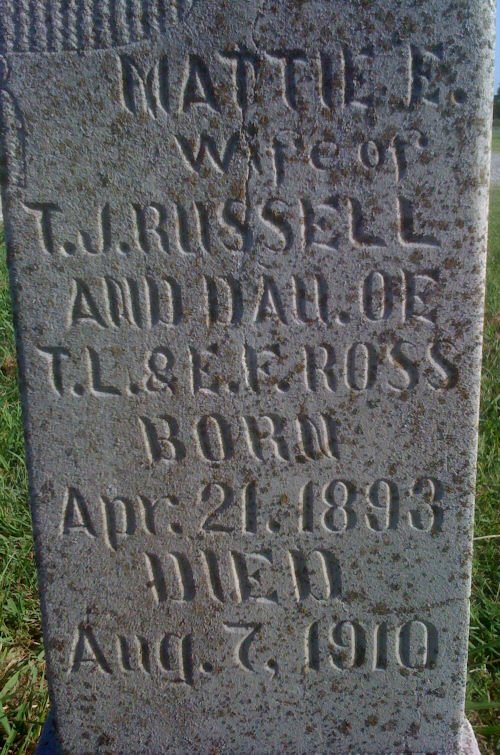 MATTIE E.
Wife of
T.J. RUSSELL
AND DAU. OF
T.L. & E.F. ROSS
BORN
Apr. 21. 1893
DIED
Aug. 7, 1910